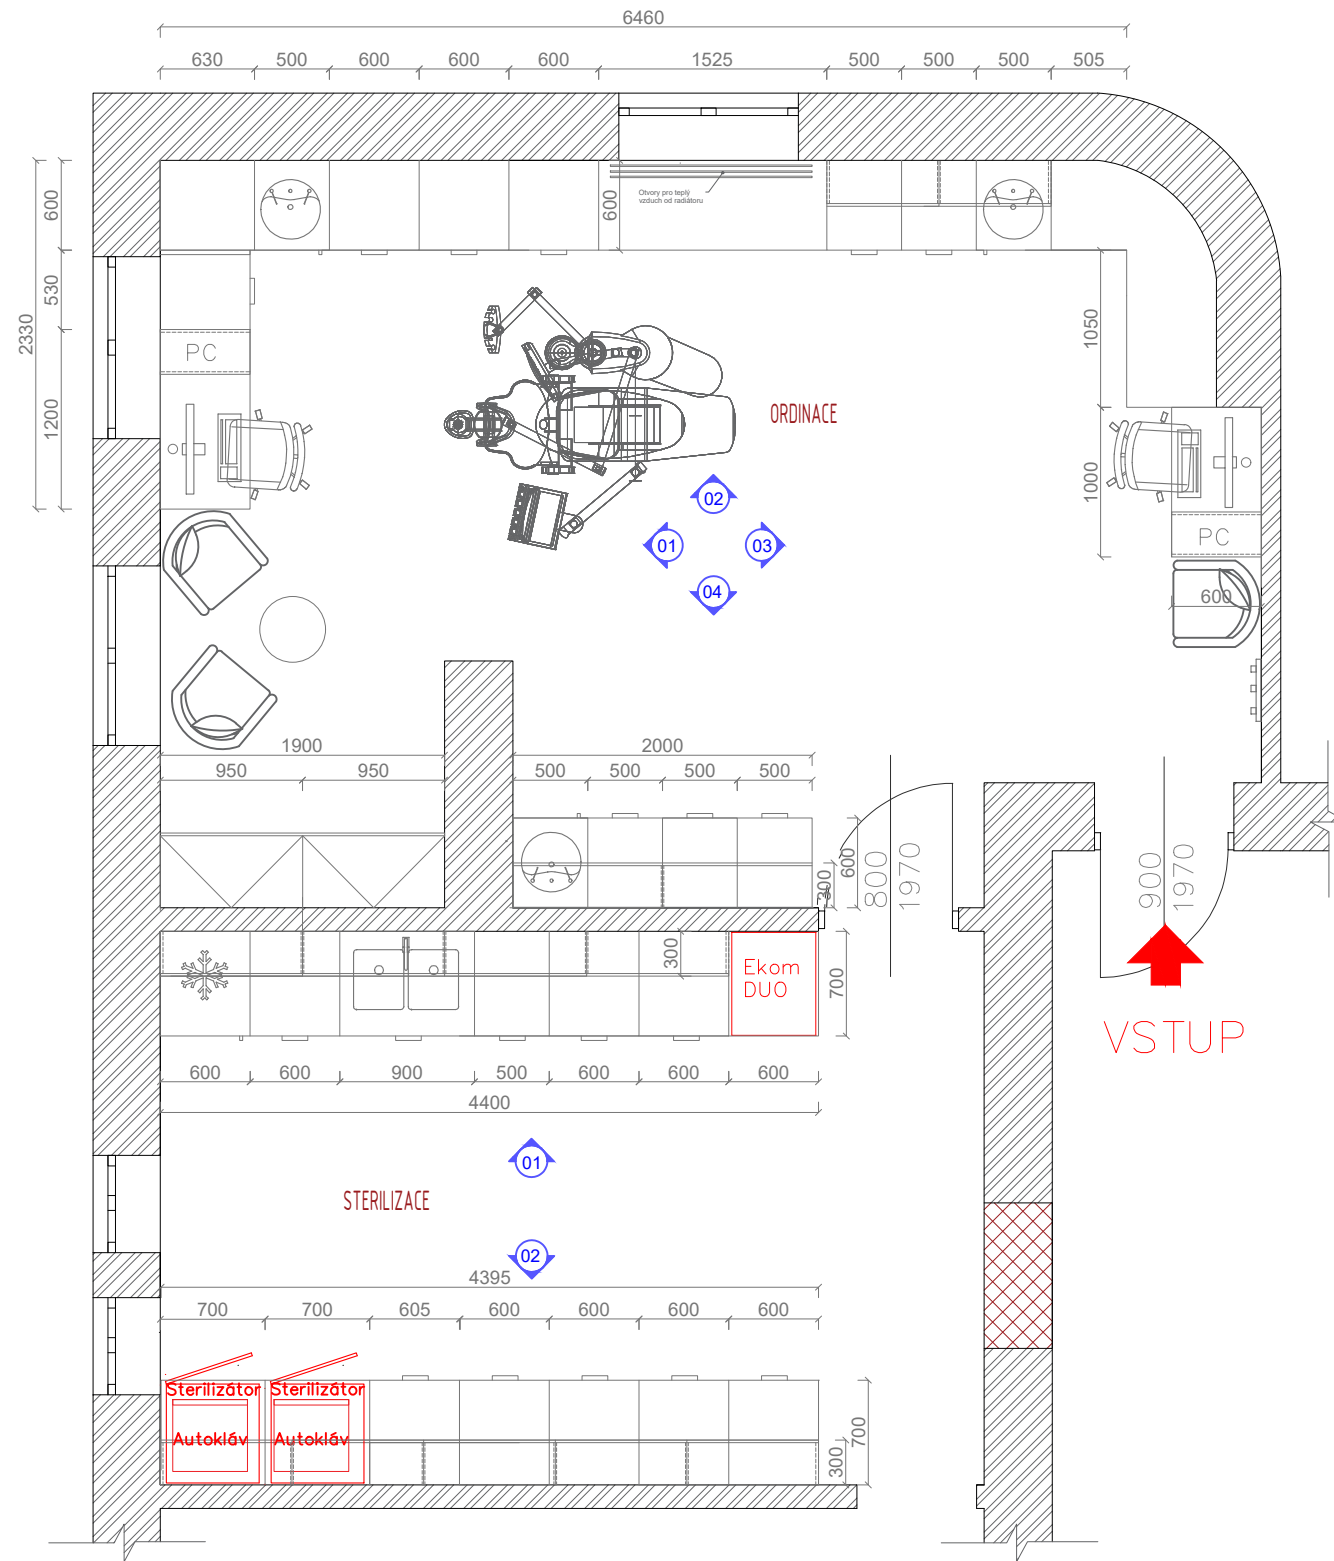 6460
630 500 600 600 600 1525 500 500 500 505
Otvory pro teplý
vzduch od radiátoru
600
600
530
2330
1200
PC
ORDINACE
1050
1000
PC
600
02
01
03
04
1900
950 950
2000
500 500 500 500
600
300
800
1970
900
1970
VSTUP
300
Ekom
DUO
700
600 600 900 500 600 600 600
4400
01
STERILIZACE
02
4395
700 700 605 600 600 600 600
Sterilizátor
Autokláv
Sterilizátor
Autokláv
700
300